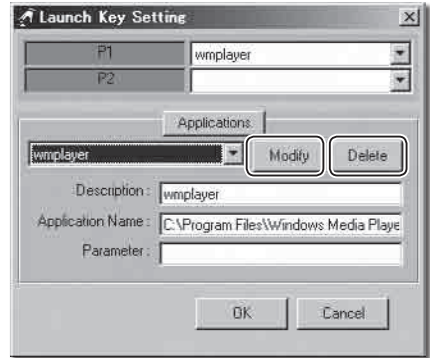 Launch Key Setting
P1 wmplayer
P2
Applications
wmplayer Modify Delete
Description : wmplayer
Application Name : C:\Program Files\Windows Media Playe
Parameter :
OK Cancel